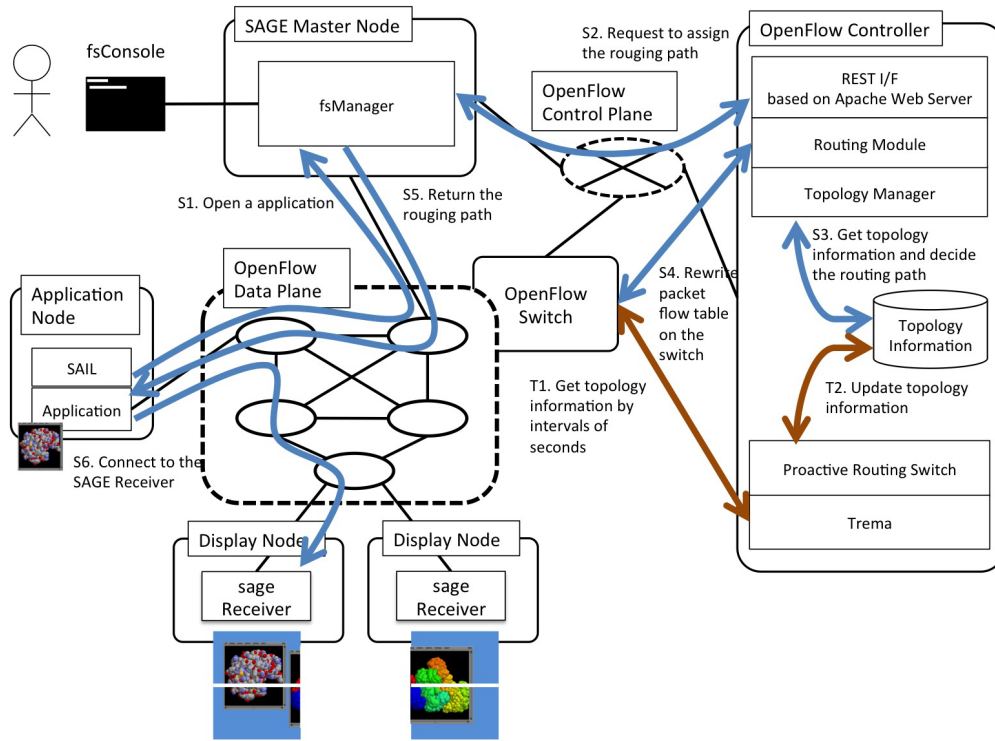 SAGE Master Node
fsConsole
fsManager
S2. Request to assign
the rouging path
OpenFlow
Control Plane
OpenFlow Controller
REST I/F
based on Apache Web Server
Routing Module
Topology Manager
S1. Open a application
S5. Return the
rouging path
S3. Get topology
information and decide
the routing path
OpenFlow
Data Plane
OpenFlow
Switch
S4. Rewrite
packet
flow table
on the
switch
Application
Node
SAIL
Application
Topology
Information
T1. Get topology
information by
intervals of
seconds
T2. Update topology
information
S6. Connect to the
SAGE Receiver
Proactive Routing Switch
Trema
Display Node
sage
Receiver
Display Node
sage
Receiver